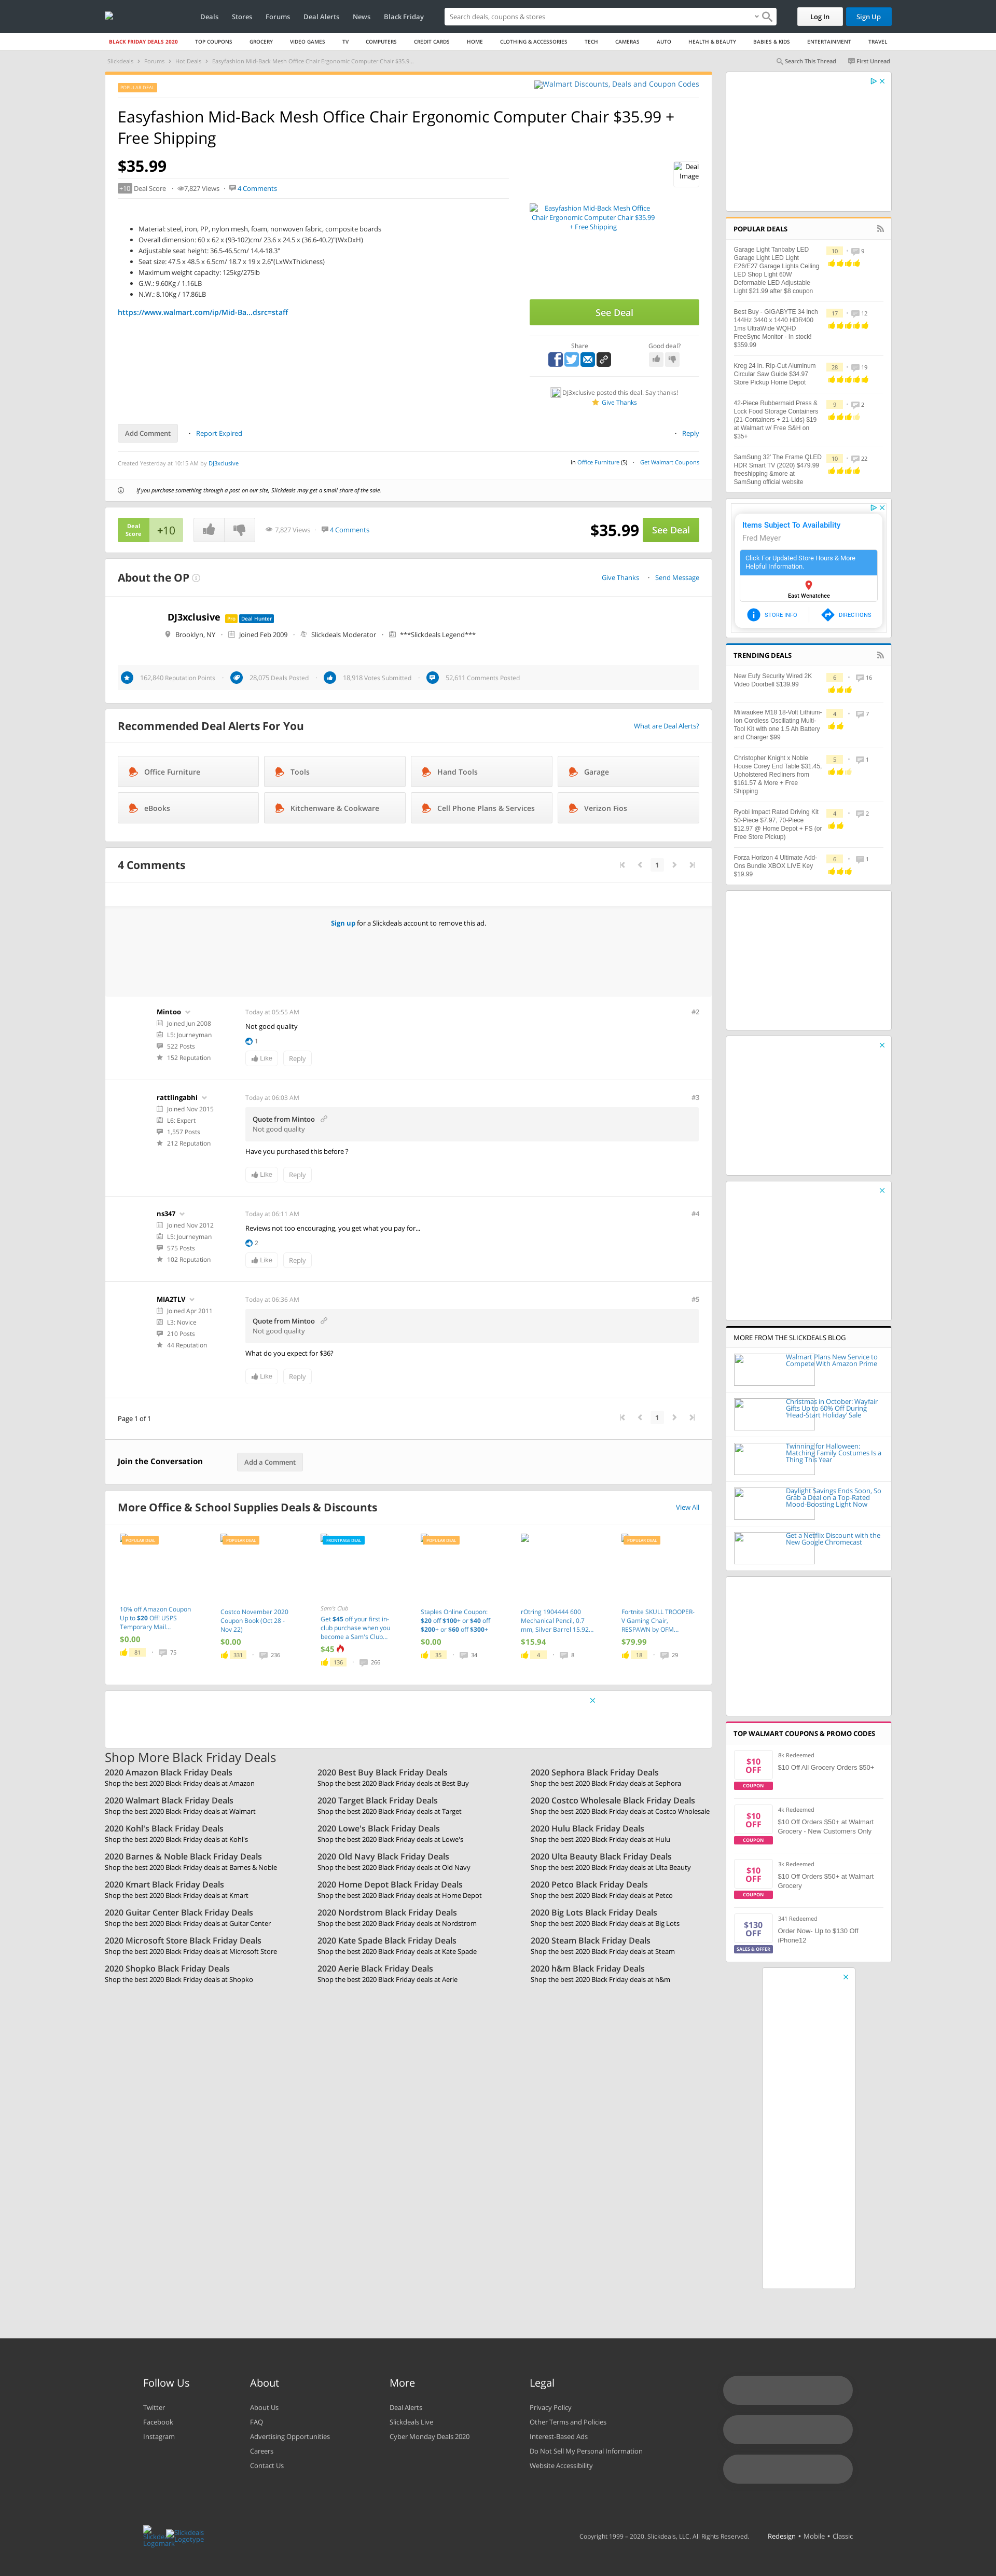 Deals Stores Forums Deal Alerts News Black Friday
Search deals, coupons & stores
Log In Sign Up
BLACK FRIDAY DEALS 2020 TOP COUPONS GROCERY VIDEO GAMES TV COMPUTERS CREDIT CARDS HOME CLOTHING & ACCESSORIES TECH CAMERAS AUTO HEALTH & BEAUTY BABIES & KIDS ENTERTAINMENT TRAVEL
Slickdeals Forums Hot Deals Easyfashion Mid-Back Mesh Office Chair Ergonomic Computer Chair $35.9...
Search This Thread First Unread
POPULAR DEAL
Walmart Discounts, Deals and Coupon Codes
Easyfashion Mid-Back Mesh Office Chair Ergonomic Computer Chair $35.99 +
Free Shipping
$35.99
Deal
Image
+10 Deal Score · 7,827 Views · 4 Comments
Easyfashion Mid-Back Mesh Office
Chair Ergonomic Computer Chair $35.99
+ Free Shipping
• Material: steel, iron, PP, nylon mesh, foam, nonwoven fabric, composite boards
• Overall dimension: 60 x 62 x (93-102)cm/ 23.6 x 24.5 x (36.6-40.2)"(WxDxH)
• Adjustable seat height: 36.5-46.5cm/ 14.4-18.3"
• Seat size: 47.5 x 48.5 x 6.5cm/ 18.7 x 19 x 2.6"(LxWxThickness)
• Maximum weight capacity: 125kg/275lb
• G.W.: 9.60Kg / 1.16LB
• N.W.: 8.10Kg / 17.86LB
https://www.walmart.com/ip/Mid-Ba...dsrc=staff
See Deal
Share Good deal?
DJ3xclusive posted this deal. Say thanks!
Give Thanks
Add Comment · Report Expired · Reply
Created Yesterday at 10:15 AM by DJ3xclusive
in Office Furniture (5) · Get Walmart Coupons
If you purchase something through a post on our site, Slickdeals may get a small share of the sale.
Deal
Score
+10
7,827 Views · 4 Comments
$35.99 See Deal
About the OP
Give Thanks · Send Message
DJ3xclusive Pro Deal Hunter
Brooklyn, NY · Joined Feb 2009 · Slickdeals Moderator · ***Slickdeals Legend***
162,840 Reputation Points · 28,075 Deals Posted · 18,918 Votes Submitted · 52,611 Comments Posted
Recommended Deal Alerts For You
What are Deal Alerts?
Office Furniture Tools Hand Tools Garage
eBooks Kitchenware & Cookware Cell Phone Plans & Services Verizon Fios
4 Comments
1
Sign up for a Slickdeals account to remove this ad.
Mintoo
Joined Jun 2008
L5: Journeyman
522 Posts
152 Reputation
Today at 05:55 AM
#2
Not good quality
1
Like Reply
rattlingabhi
Joined Nov 2015
L6: Expert
1,557 Posts
212 Reputation
Today at 06:03 AM
#3
Quote from Mintoo
Not good quality
Have you purchased this before ?
Like Reply
ns347
Joined Nov 2012
L5: Journeyman
575 Posts
102 Reputation
Today at 06:11 AM
#4
Reviews not too encouraging, you get what you pay for...
2
Like Reply
MIA2TLV
Joined Apr 2011
L3: Novice
210 Posts
44 Reputation
Today at 06:36 AM
#5
Quote from Mintoo
Not good quality
What do you expect for $36?
Like Reply
Page 1 of 1
1
Join the Conversation
Add a Comment
More Office & School Supplies Deals & Discounts
View All
POPULAR DEAL
10% off Amazon Coupon
Up to $20 Off! USPS
Temporary Mail...
$0.00
81 · 75
POPULAR DEAL
Costco November 2020
Coupon Book (Oct 28 -
Nov 22)
$0.00
331 · 236
FRONTPAGE DEAL
Sam's Club
Get $45 off your first in-
club purchase when you
become a Sam's Club...
$45
136 · 266
POPULAR DEAL
Staples Online Coupon:
$20 off $100+ or $40 off
$200+ or $60 off $300+
$0.00
35 · 34
rOtring 1904444 600
Mechanical Pencil, 0.7
mm, Silver Barrel 15.92...
$15.94
4 · 8
POPULAR DEAL
Fortnite SKULL TROOPER-
V Gaming Chair,
RESPAWN by OFM...
$79.99
18 · 29
Shop More Black Friday Deals
2020 Amazon Black Friday Deals
Shop the best 2020 Black Friday deals at Amazon
2020 Best Buy Black Friday Deals
Shop the best 2020 Black Friday deals at Best Buy
2020 Sephora Black Friday Deals
Shop the best 2020 Black Friday deals at Sephora
2020 Walmart Black Friday Deals
Shop the best 2020 Black Friday deals at Walmart
2020 Target Black Friday Deals
Shop the best 2020 Black Friday deals at Target
2020 Costco Wholesale Black Friday Deals
Shop the best 2020 Black Friday deals at Costco Wholesale
2020 Kohl's Black Friday Deals
Shop the best 2020 Black Friday deals at Kohl's
2020 Lowe's Black Friday Deals
Shop the best 2020 Black Friday deals at Lowe's
2020 Hulu Black Friday Deals
Shop the best 2020 Black Friday deals at Hulu
2020 Barnes & Noble Black Friday Deals
Shop the best 2020 Black Friday deals at Barnes & Noble
2020 Old Navy Black Friday Deals
Shop the best 2020 Black Friday deals at Old Navy
2020 Ulta Beauty Black Friday Deals
Shop the best 2020 Black Friday deals at Ulta Beauty
2020 Kmart Black Friday Deals
Shop the best 2020 Black Friday deals at Kmart
2020 Home Depot Black Friday Deals
Shop the best 2020 Black Friday deals at Home Depot
2020 Petco Black Friday Deals
Shop the best 2020 Black Friday deals at Petco
2020 Guitar Center Black Friday Deals
Shop the best 2020 Black Friday deals at Guitar Center
2020 Nordstrom Black Friday Deals
Shop the best 2020 Black Friday deals at Nordstrom
2020 Big Lots Black Friday Deals
Shop the best 2020 Black Friday deals at Big Lots
2020 Microsoft Store Black Friday Deals
Shop the best 2020 Black Friday deals at Microsoft Store
2020 Kate Spade Black Friday Deals
Shop the best 2020 Black Friday deals at Kate Spade
2020 Steam Black Friday Deals
Shop the best 2020 Black Friday deals at Steam
2020 Shopko Black Friday Deals
Shop the best 2020 Black Friday deals at Shopko
2020 Aerie Black Friday Deals
Shop the best 2020 Black Friday deals at Aerie
2020 h&m Black Friday Deals
Shop the best 2020 Black Friday deals at h&m
POPULAR DEALS
Garage Light Tanbaby LED
Garage Light LED Light
E26/E27 Garage Lights Ceiling
LED Shop Light 60W
Deformable LED Adjustable
Light $21.99 after $8 coupon
10 · 9
Best Buy - GIGABYTE 34 inch
144Hz 3440 x 1440 HDR400
1ms UltraWide WQHD
FreeSync Monitor - In stock!
$359.99
17 · 12
Kreg 24 in. Rip-Cut Aluminum
Circular Saw Guide $34.97
Store Pickup Home Depot
28 · 19
42-Piece Rubbermaid Press &
Lock Food Storage Containers
(21-Containers + 21-Lids) $19
at Walmart w/ Free S&H on
$35+
9 · 2
SamSung 32' The Frame QLED
HDR Smart TV (2020) $479.99
freeshipping &more at
SamSung official website
10 · 22
Items Subject To Availability
Fred Meyer
Click For Updated Store Hours & More
Helpful Information.
East Wenatchee
STORE INFO DIRECTIONS
TRENDING DEALS
New Eufy Security Wired 2K
Video Doorbell $139.99
6 · 16
Milwaukee M18 18-Volt Lithium-
Ion Cordless Oscillating Multi-
Tool Kit with one 1.5 Ah Battery
and Charger $99
4 · 7
Christopher Knight x Noble
House Corey End Table $31.45,
Upholstered Recliners from
$161.57 & More + Free
Shipping
5 · 1
Ryobi Impact Rated Driving Kit
50-Piece $7.97, 70-Piece
$12.97 @ Home Depot + FS (or
Free Store Pickup)
4 · 2
Forza Horizon 4 Ultimate Add-
Ons Bundle XBOX LIVE Key
$19.99
6 · 1
MORE FROM THE SLICKDEALS BLOG
Walmart Plans New Service to
Compete With Amazon Prime
Christmas in October: Wayfair
Gifts Up to 60% Off During
'Head-Start Holiday' Sale
Twinning for Halloween:
Matching Family Costumes Is a
Thing This Year
Daylight Savings Ends Soon, So
Grab a Deal on a Top-Rated
Mood-Boosting Light Now
Get a Netflix Discount with the
New Google Chromecast
TOP WALMART COUPONS & PROMO CODES
$10
OFF
COUPON
8k Redeemed
$10 Off All Grocery Orders $50+
$10
OFF
COUPON
4k Redeemed
$10 Off Orders $50+ at Walmart
Grocery - New Customers Only
$10
OFF
COUPON
3k Redeemed
$10 Off Orders $50+ at Walmart
Grocery
$130
OFF
SALES & OFFER
341 Redeemed
Order Now- Up to $130 Off
iPhone12
Follow Us
Twitter
Facebook
Instagram
About
About Us
FAQ
Advertising Opportunities
Careers
Contact Us
More
Deal Alerts
Slickdeals Live
Cyber Monday Deals 2020
Legal
Privacy Policy
Other Terms and Policies
Interest-Based Ads
Do Not Sell My Personal Information
Website Accessibility
Slickdeals
Logomark
Slickdeals
Logotype
Copyright 1999 – 2020. Slickdeals, LLC. All Rights Reserved.
Redesign • Mobile • Classic